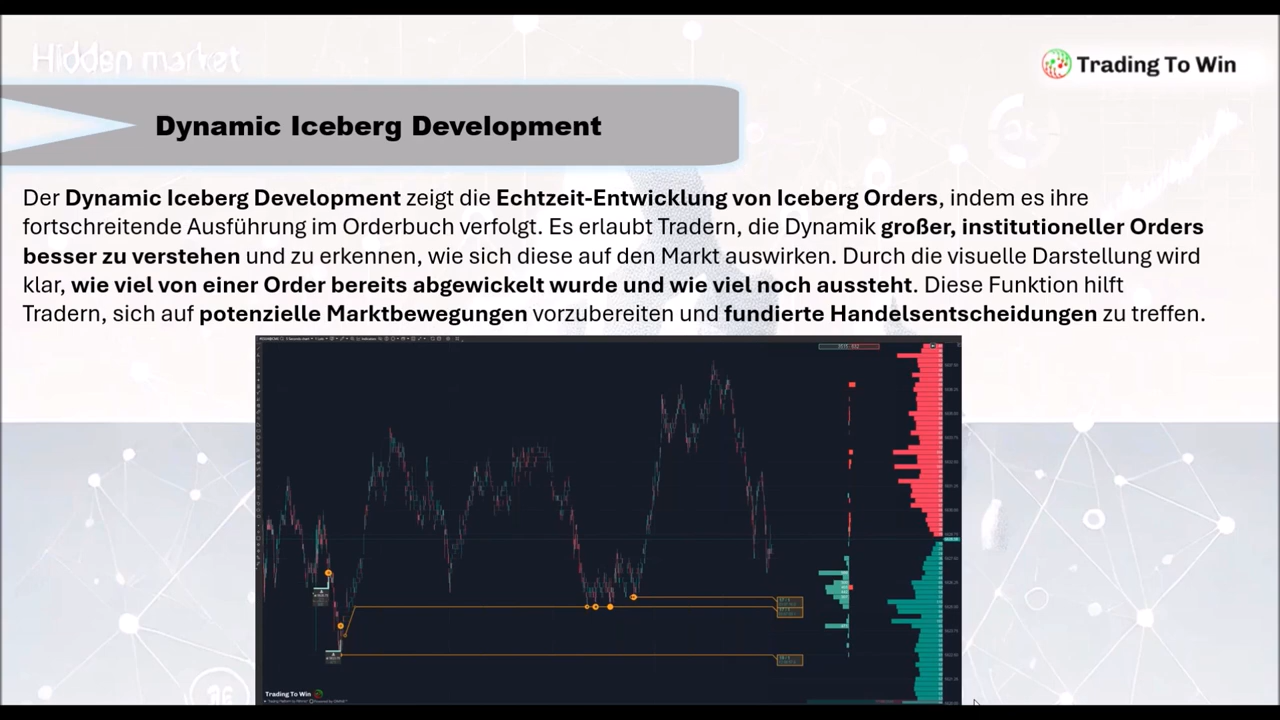 Hidden market
Trading To Win
Dynamic Iceberg Development
Der Dynamic Iceberg Development zeigt die Echtzeit-Entwicklung von Iceberg Orders, indem es ihre
fortschreitende Ausführung im Orderbuch verfolgt. Es erlaubt Tradern, die Dynamik großer, institutioneller Orders
besser zu verstehen und zu erkennen, wie sich diese auf den Markt auswirken. Durch die visuelle Darstellung wird
klar, wie viel von einer Order bereits abgewickelt wurde und wie viel noch aussteht. Diese Funktion hilft
Tradern, sich auf potenzielle Marktbewegungen vorzubereiten und fundierte Handelsentscheidungen zu treffen.
Trading To Win